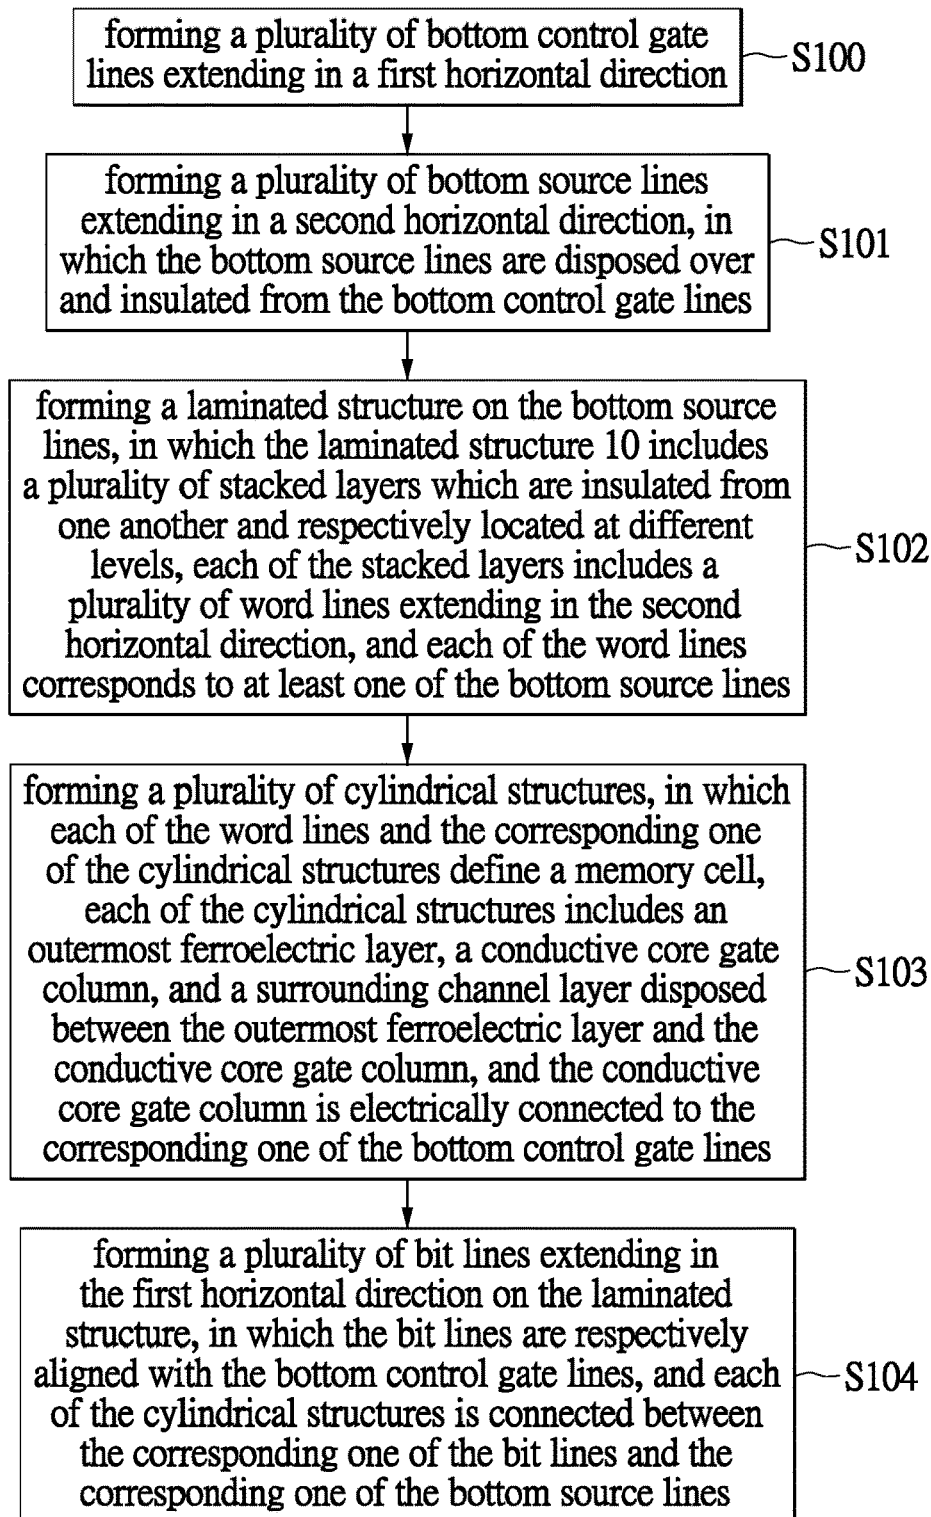 forming a plurality of bottom control gate
lines extending in a first horizontal direction
S100
forming a plurality of bottom source lines
extending in a second horizontal direction, in
which the bottom source lines are disposed over
and insulated from the bottom control gate lines
S101
forming a laminated structure on the bottom source
lines, in which the laminated structure 10 includes
a plurality of stacked layers which are insulated from
one another and respectively located at different
levels, each of the stacked layers includes a
plurality of word lines extending in the second
horizontal direction, and each of the word lines
corresponds to at least one of the bottom source lines
S102
forming a plurality of cylindrical structures, in which
each of the word lines and the corresponding one
of the cylindrical structures define a memory cell,
each of the cylindrical structures includes an
outermost ferroelectric layer, a conductive core gate
column, and a surrounding channel layer disposed
between the outermost ferroelectric layer and the
conductive core gate column, and the conductive
core gate column is electrically connected to the
corresponding one of the bottom control gate lines
S103
forming a plurality of bit lines extending in
the first horizontal direction on the laminated
structure, in which the bit lines are respectively
aligned with the bottom control gate lines, and each
of the cylindrical structures is connected between
the corresponding one of the bit lines and the
corresponding one of the bottom source lines
S104